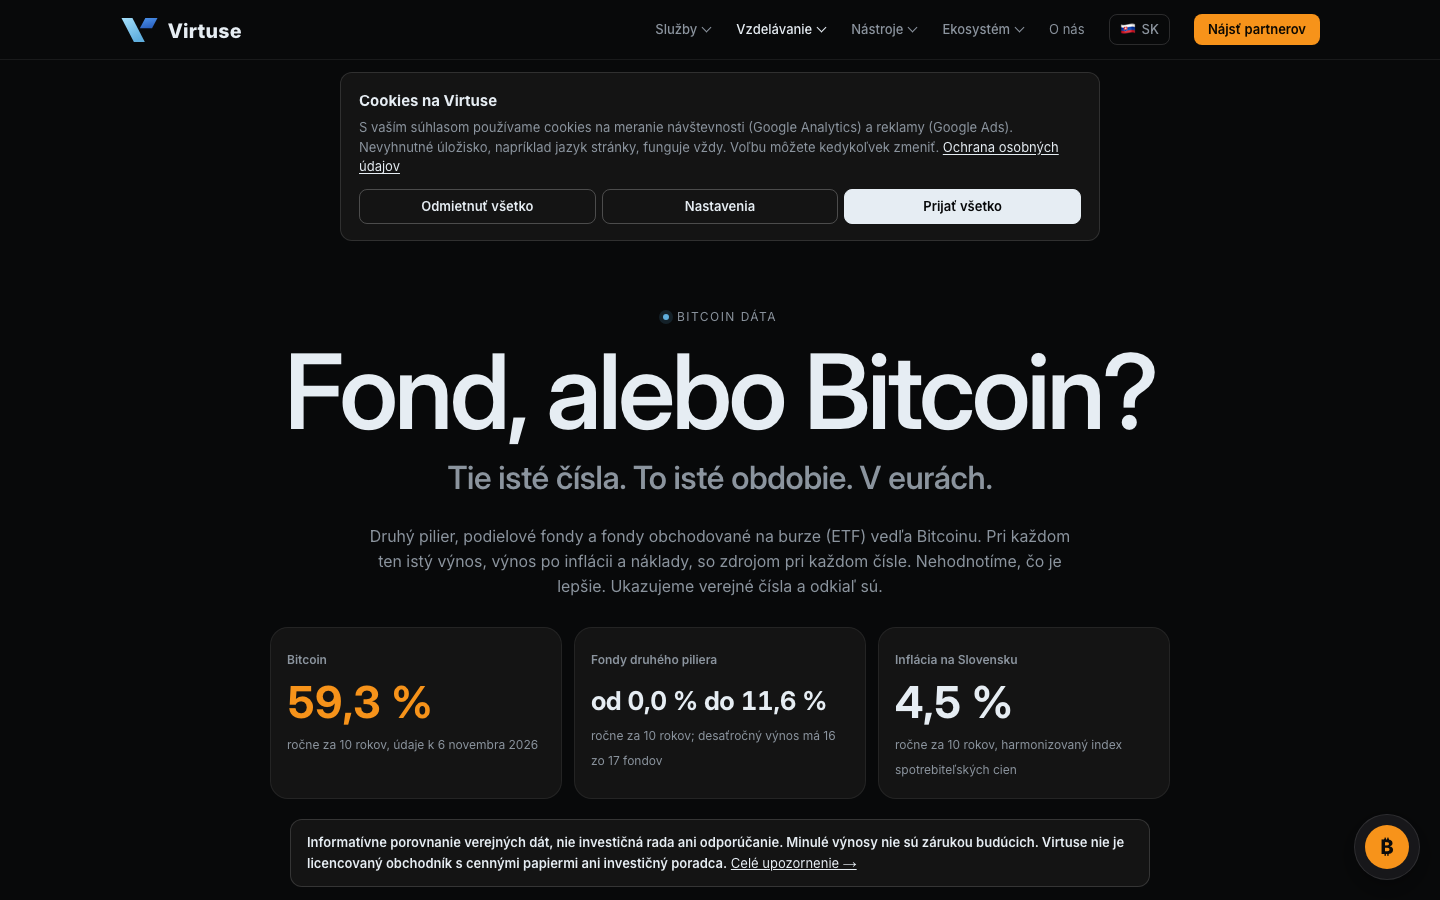 Virtuse
Služby
Vzdelávanie
Nástroje
Ekosystém
O nás
SK
Nájsť partnerov
Cookies na Virtuse
S vaším súhlasom používame cookies na meranie návštevnosti (Google Analytics) a reklamy (Google Ads).
Nevyhnutné úložisko, napríklad jazyk stránky, funguje vždy. Voľbu môžete kedykoľvek zmeniť. Ochrana osobných
údajov
Odmietnuť všetko
Nastavenia
Prijať všetko
BITCOIN DÁTA
Fond, alebo Bitcoin?
Tie isté čísla. To isté obdobie. V eurách.
Druhý pilier, podielové fondy a fondy obchodované na burze (ETF) vedľa Bitcoinu. Pri každom
ten istý výnos, výnos po inflácii a náklady, so zdrojom pri každom čísle. Nehodnotíme, čo je
lepšie. Ukazujeme verejné čísla a odkiaľ sú.
Bitcoin
59,3 %
ročne za 10 rokov, údaje k 6 novembra 2026
Fondy druhého piliera
od 0,0 % do 11,6 %
ročne za 10 rokov; desaťročný výnos má 16
zo 17 fondov
Inflácia na Slovensku
4,5 %
ročne za 10 rokov, harmonizovaný index
spotrebiteľských cien
Informatívne porovnanie verejných dát, nie investičná rada ani odporúčanie. Minulé výnosy nie sú zárukou budúcich. Virtuse nie je
licencovaný obchodník s cennými papiermi ani investičný poradca. Celé upozornenie →